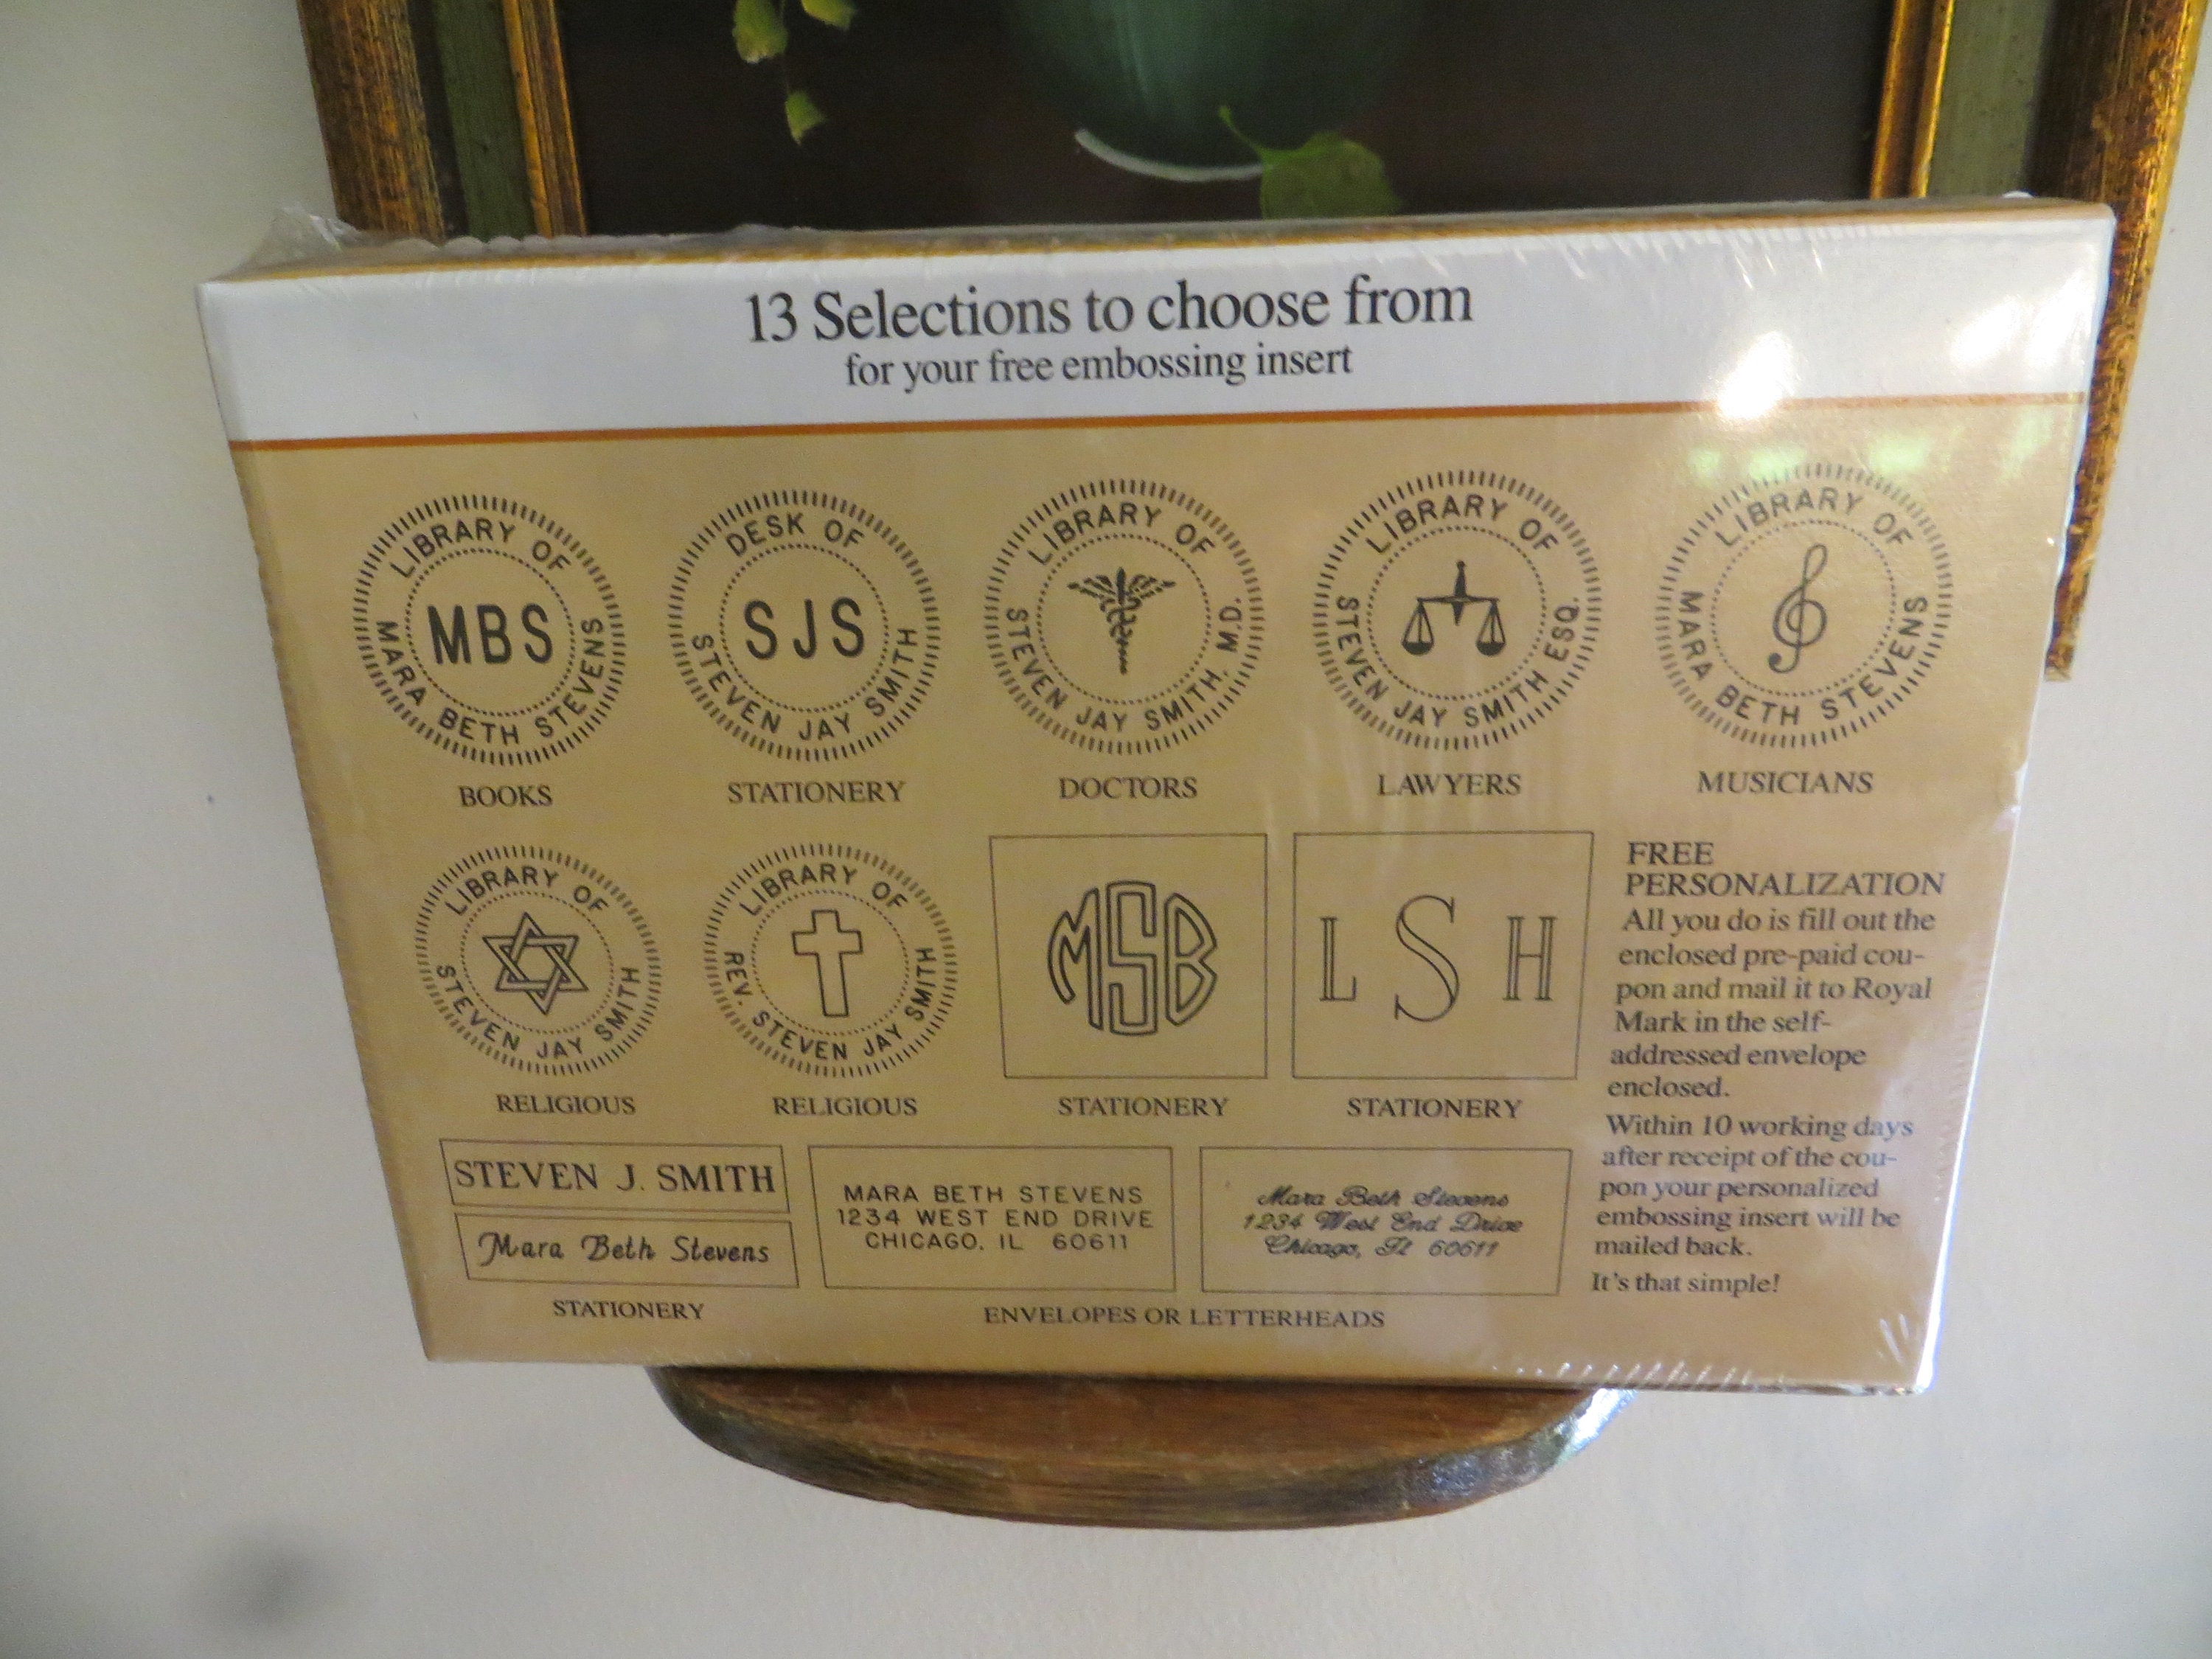 13 Selections to choose from
for your free embossing insert
LIBRARY OF
MBS
MARA BETH STEVENS
BOOKS
DESK OF
SJS
STEVEN JAY SMITH
STATIONERY
LIBRARY OF
STEVEN JAY SMITH, M.D.
DOCTORS
LIBRARY OF
STEVEN JAY SMITH ESQ.
LAWYERS
LIBRARY OF
MARA BETH STEVENS
MUSICIANS
LIBRARY OF
STEVEN JAY SMITH
RELIGIOUS
LIBRARY OF
REV. STEVEN JAY SMITH
RELIGIOUS
MSB
STATIONERY
L S H
STATIONERY
STEVEN J. SMITH
Mara Beth Stevens
STATIONERY
MARA BETH STEVENS
1234 WEST END DRIVE
CHICAGO, IL 60611
Mara Beth Stevens
1234 West End Drive
Chicago, Il 60611
ENVELOPES OR LETTERHEADS
FREE
PERSONALIZATION
All you do is fill out the
enclosed pre-paid cou-
pon and mail it to Royal
Mark in the self-
addressed envelope
enclosed.
Within 10 working days
after receipt of the cou-
pon your personalized
embossing insert will be
mailed back.
It's that simple!